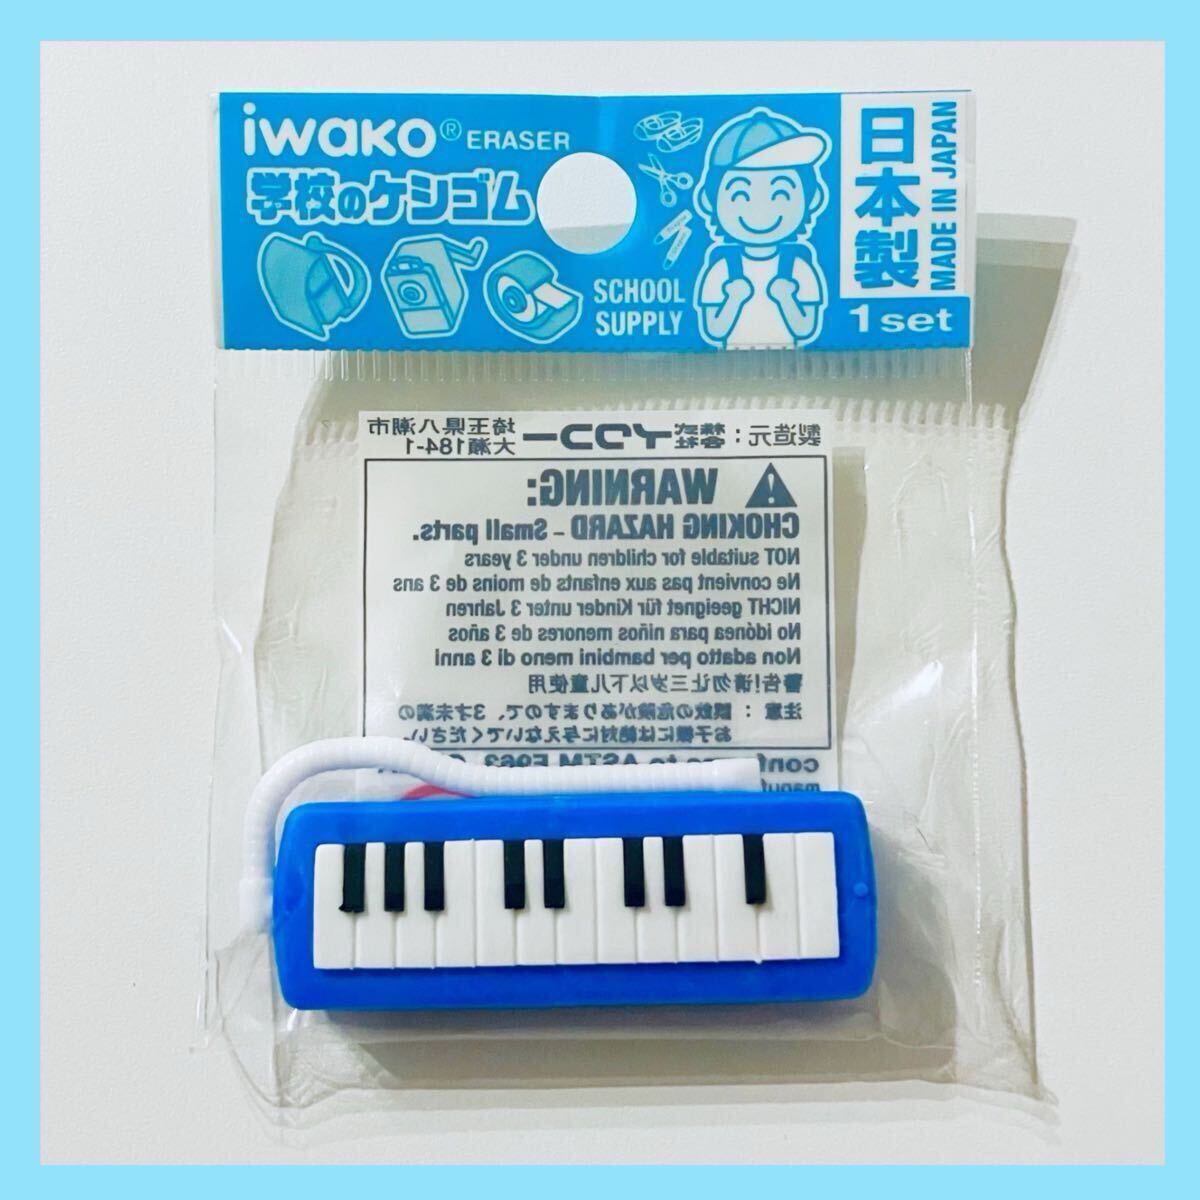 iwako® ERASER
学校のケシゴム
SCHOOL
SUPPLY
日本製
MADE IN JAPAN
1set
製造元：株式会社イワコー 埼玉県八潮市
大瀬184-1
WARNING:
CHOKING HAZARD – Small parts.
NOT suitable for children under 3 years
Ne convient pas aux enfants de moins de 3 ans
NICHT geeignet für Kinder unter 3 Jahren
No idónea para niños menores de 3 años
Non adatto per bambini meno di 3 anni
警告!请勿让三岁以下儿童使用
注意：誤飲の危険がありますので、3才未満の
お子様には絶対に与えないでください。
to ASTM F963